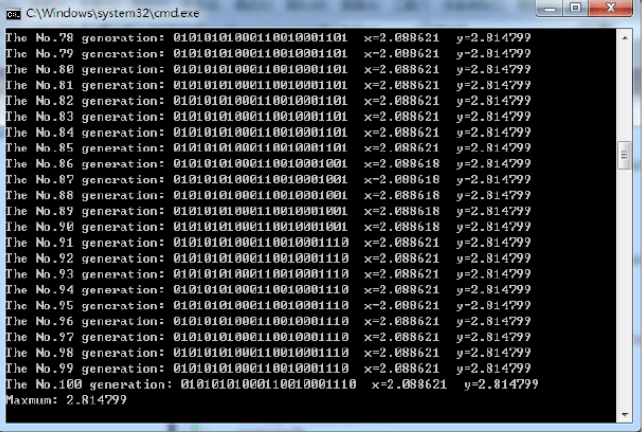 C:\Windows\system32\cmd.exe
The No.78 generation: 01010101000110010001101  x=2.088621  y=2.814799
The No.79 generation: 01010101000110010001101  x=2.088621  y=2.814799
The No.80 generation: 01010101000110010001101  x=2.088621  y=2.814799
The No.81 generation: 01010101000110010001101  x=2.088621  y=2.814799
The No.82 generation: 01010101000110010001101  x=2.088621  y=2.814799
The No.83 generation: 01010101000110010001101  x=2.088621  y=2.814799
The No.84 generation: 01010101000110010001101  x=2.088621  y=2.814799
The No.85 generation: 01010101000110010001101  x=2.088621  y=2.814799
The No.86 generation: 01010101000110010001001  x=2.088618  y=2.814799
The No.87 generation: 01010101000110010001001  x=2.088618  y=2.814799
The No.88 generation: 01010101000110010001001  x=2.088618  y=2.814799
The No.89 generation: 01010101000110010001001  x=2.088618  y=2.814799
The No.90 generation: 01010101000110010001001  x=2.088618  y=2.814799
The No.91 generation: 01010101000110010001110  x=2.088621  y=2.814799
The No.92 generation: 01010101000110010001110  x=2.088621  y=2.814799
The No.93 generation: 01010101000110010001110  x=2.088621  y=2.814799
The No.94 generation: 01010101000110010001110  x=2.088621  y=2.814799
The No.95 generation: 01010101000110010001110  x=2.088621  y=2.814799
The No.96 generation: 01010101000110010001110  x=2.088621  y=2.814799
The No.97 generation: 01010101000110010001110  x=2.088621  y=2.814799
The No.98 generation: 01010101000110010001110  x=2.088621  y=2.814799
The No.99 generation: 01010101000110010001110  x=2.088621  y=2.814799
The No.100 generation: 01010101000110010001110  x=2.088621  y=2.814799
Maxmum: 2.814799